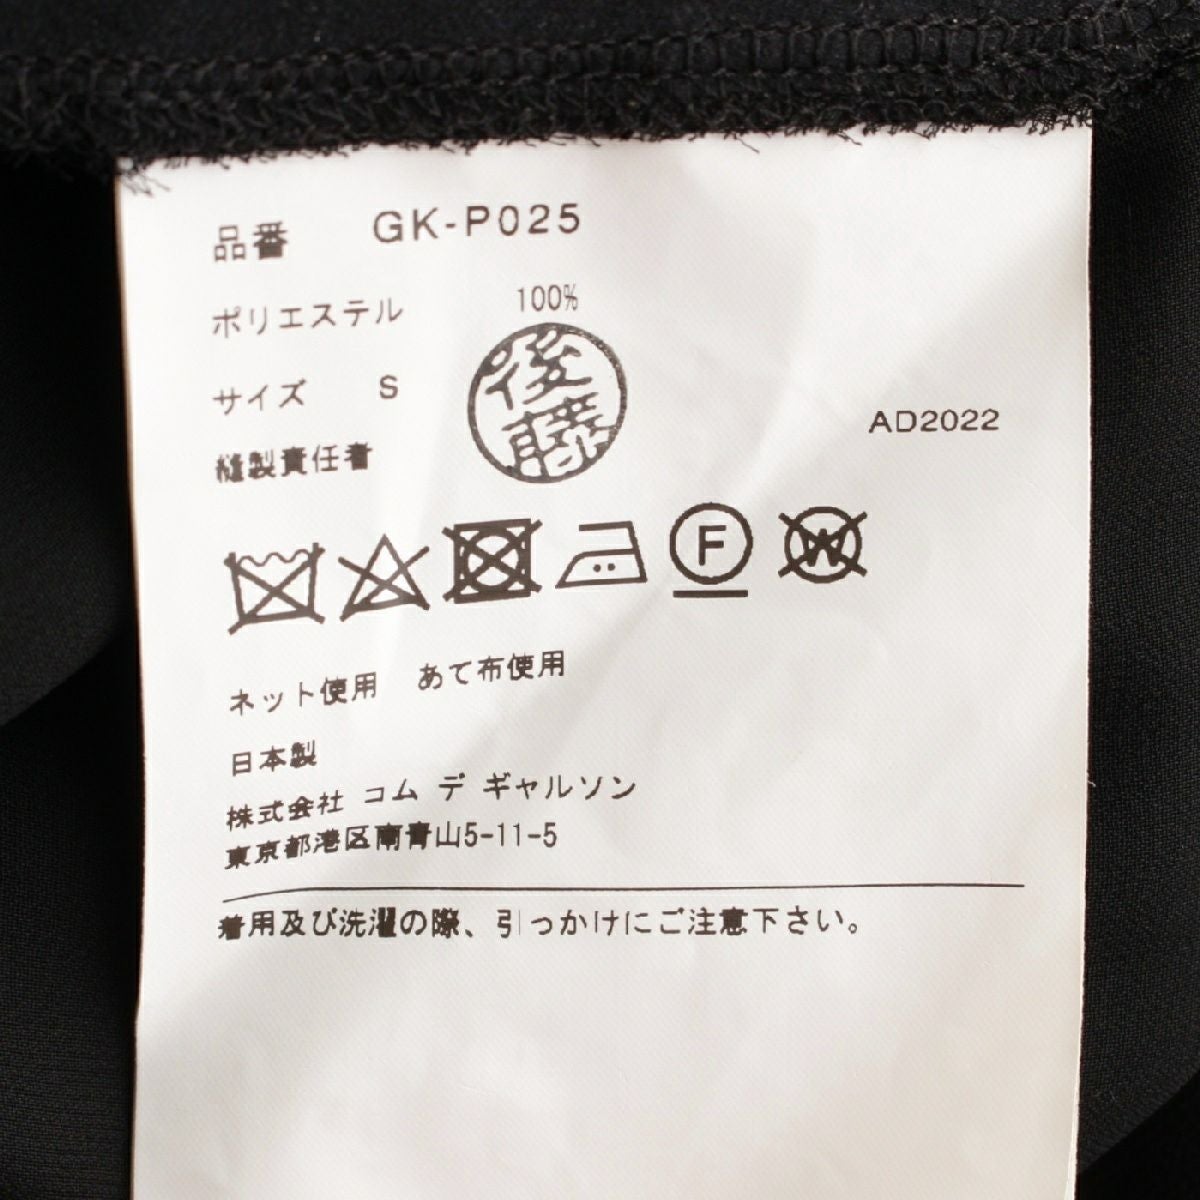 品番 GK-P025
ポリエステル 100%
サイズ S
後藤
AD2022
縫製責任者
F
W
ネット使用 あて布使用
日本製
株式会社 コム デ ギャルソン
東京都港区南青山5-11-5
着用及び洗濯の際、引っかけにご注意下さい。